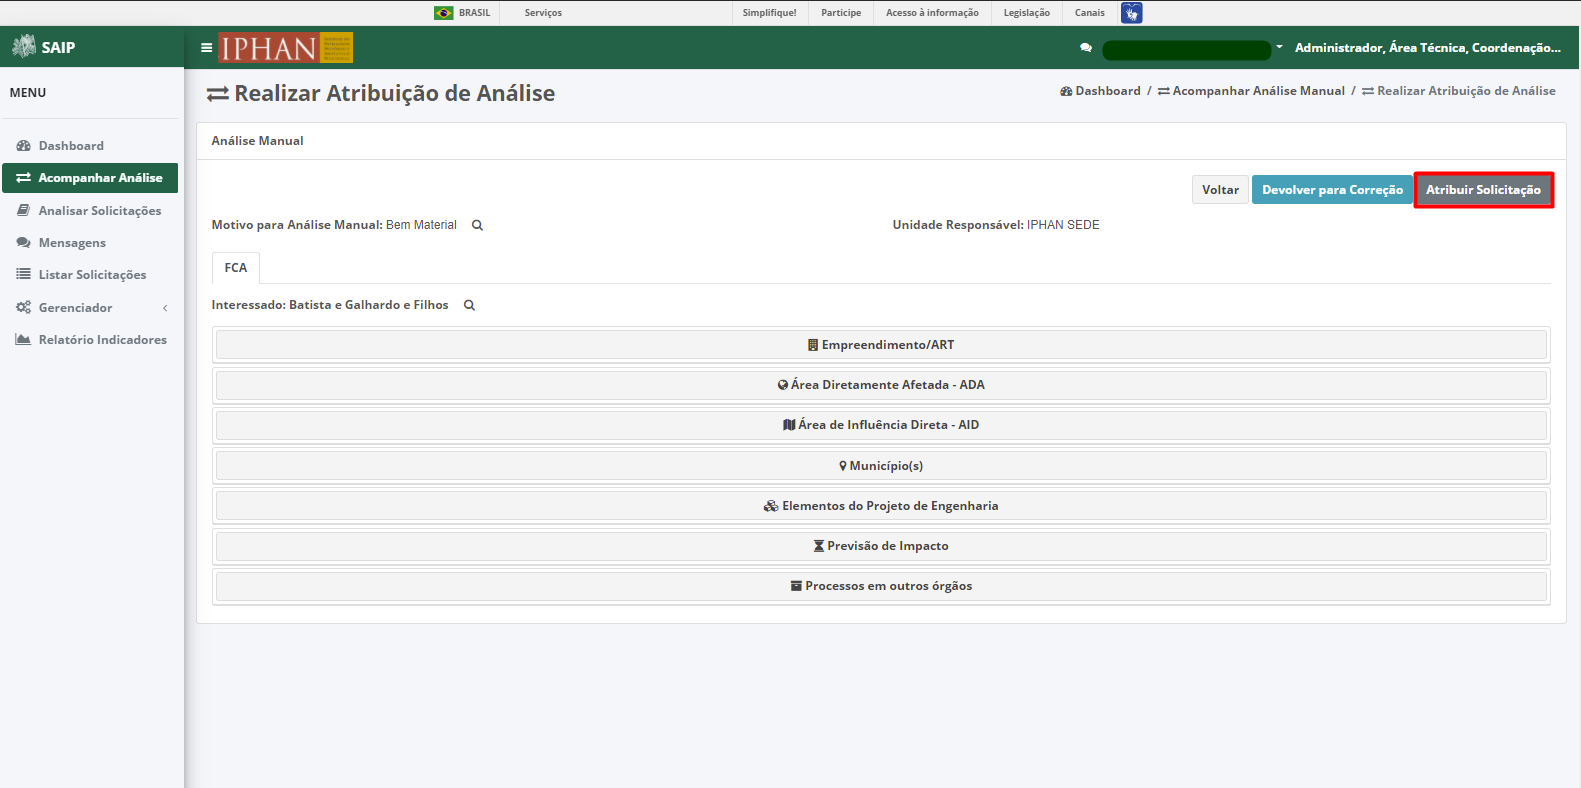 BRASIL Serviços Simplifique! Participe Acesso à informação Legislação Canais
SAIP
IPHAN
Administrador, Área Técnica, Coordenação...
MENU
Dashboard
Acompanhar Análise
Analisar Solicitações
Mensagens
Listar Solicitações
Gerenciador
Relatório Indicadores
Realizar Atribuição de Análise
Dashboard / Acompanhar Análise Manual / Realizar Atribuição de Análise
Análise Manual
Voltar Devolver para Correção Atribuir Solicitação
Motivo para Análise Manual: Bem Material Unidade Responsável: IPHAN SEDE
FCA
Interessado: Batista e Galhardo e Filhos
Empreendimento/ART
Área Diretamente Afetada - ADA
Área de Influência Direta - AID
Município(s)
Elementos do Projeto de Engenharia
Previsão de Impacto
Processos em outros órgãos